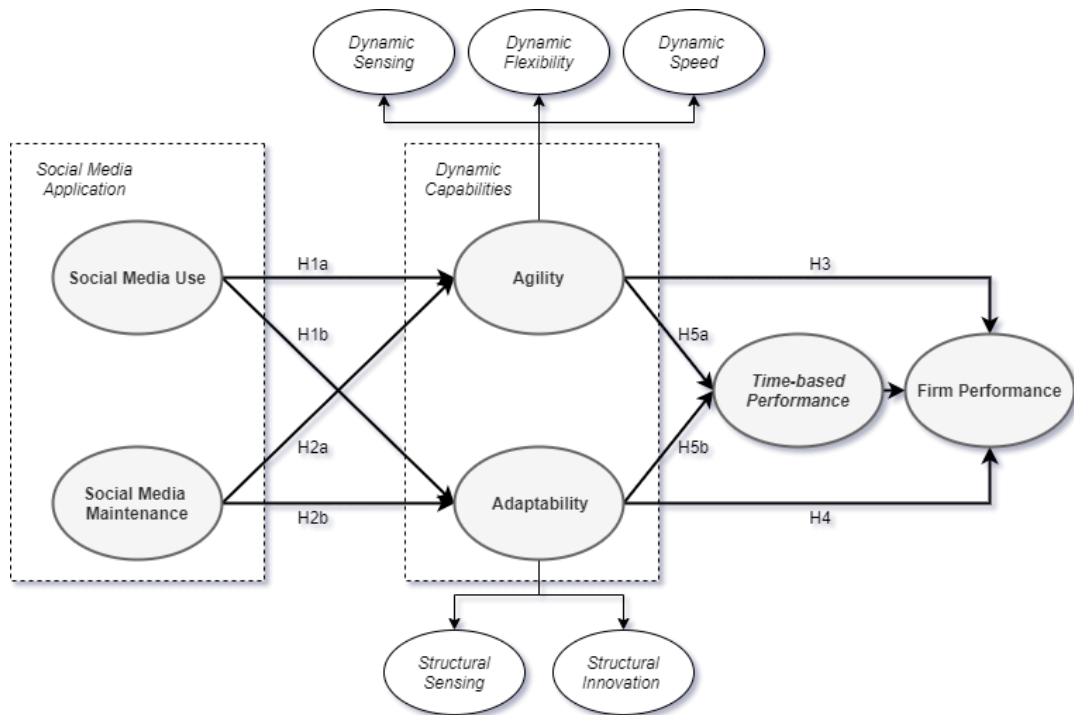 Dynamic
Sensing
Dynamic
Flexibility
Dynamic
Speed
Social Media
Application
Dynamic
Capabilities
Social Media Use
H1a
Agility
H3
H1b
H5a
Time-based
Performance
Firm Performance
H2a
H5b
Social Media
Maintenance
H2b
Adaptability
H4
Structural
Sensing
Structural
Innovation